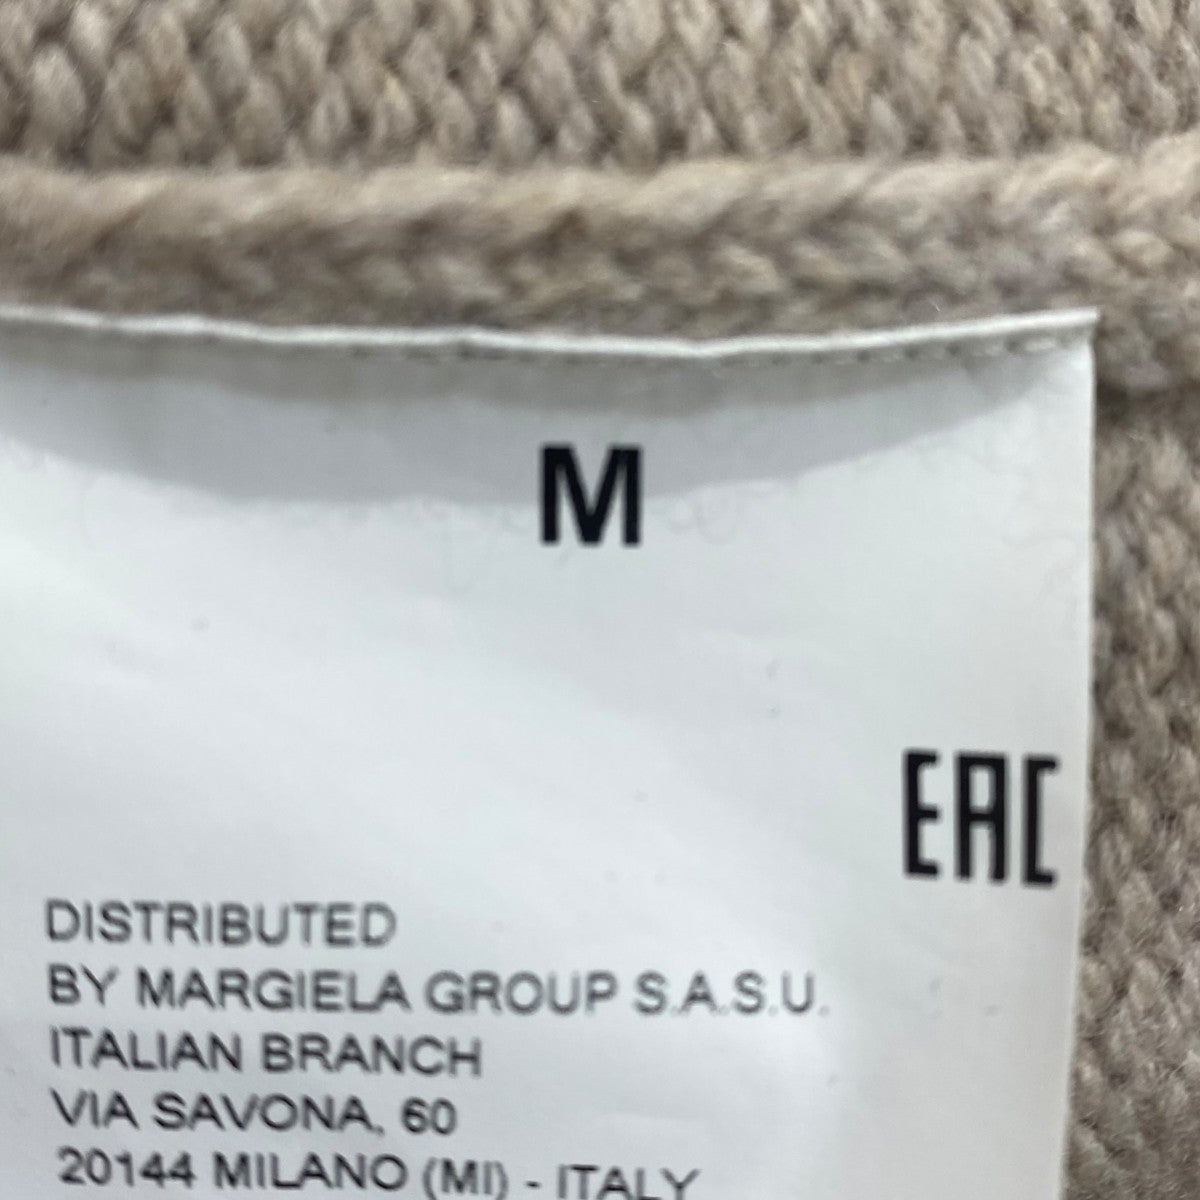 M
EAC
DISTRIBUTED
BY MARGIELA GROUP S.A.S.U.
ITALIAN BRANCH
VIA SAVONA, 60
20144 MILANO (MI) - ITALY